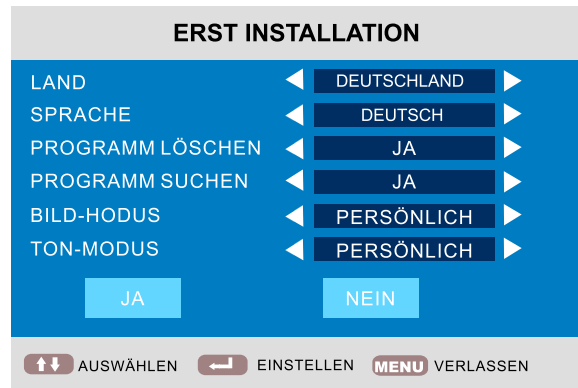 ERST INSTALLATION
LAND DEUTSCHLAND
SPRACHE DEUTSCH
PROGRAMM LÖSCHEN JA
PROGRAMM SUCHEN JA
BILD-HODUS PERSÖNLICH
TON-MODUS PERSÖNLICH
JA NEIN
AUSWÄHLEN EINSTELLEN MENU VERLASSEN